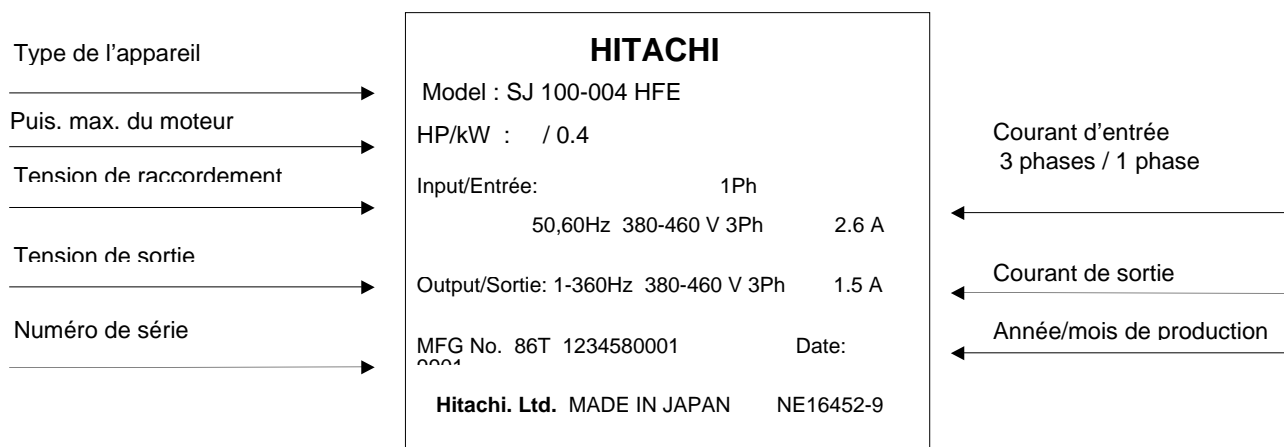 Type de l'appareil
Puis. max. du moteur
Tension de raccordement
Tension de sortie
Numéro de série
HITACHI
Model : SJ 100-004 HFE
HP/kW : / 0.4
Input/Entrée: 1Ph
50,60Hz 380-460 V 3Ph 2.6 A
Output/Sortie: 1-360Hz 380-460 V 3Ph 1.5 A
MFG No. 86T 1234580001 Date:
Hitachi. Ltd. MADE IN JAPAN NE16452-9
Courant d'entrée
3 phases / 1 phase
Courant de sortie
Année/mois de production